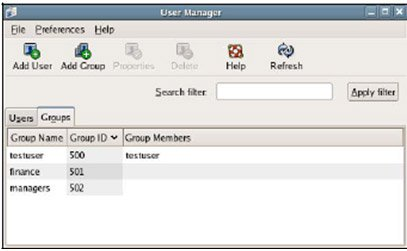 User Manager
File Preferences Help
Add User Add Group Properties Delete Help Refresh
Search filter: Apply filter
Users Groups
Group Name Group ID Group Members
testuser 500 testuser
finance 501
managers 502